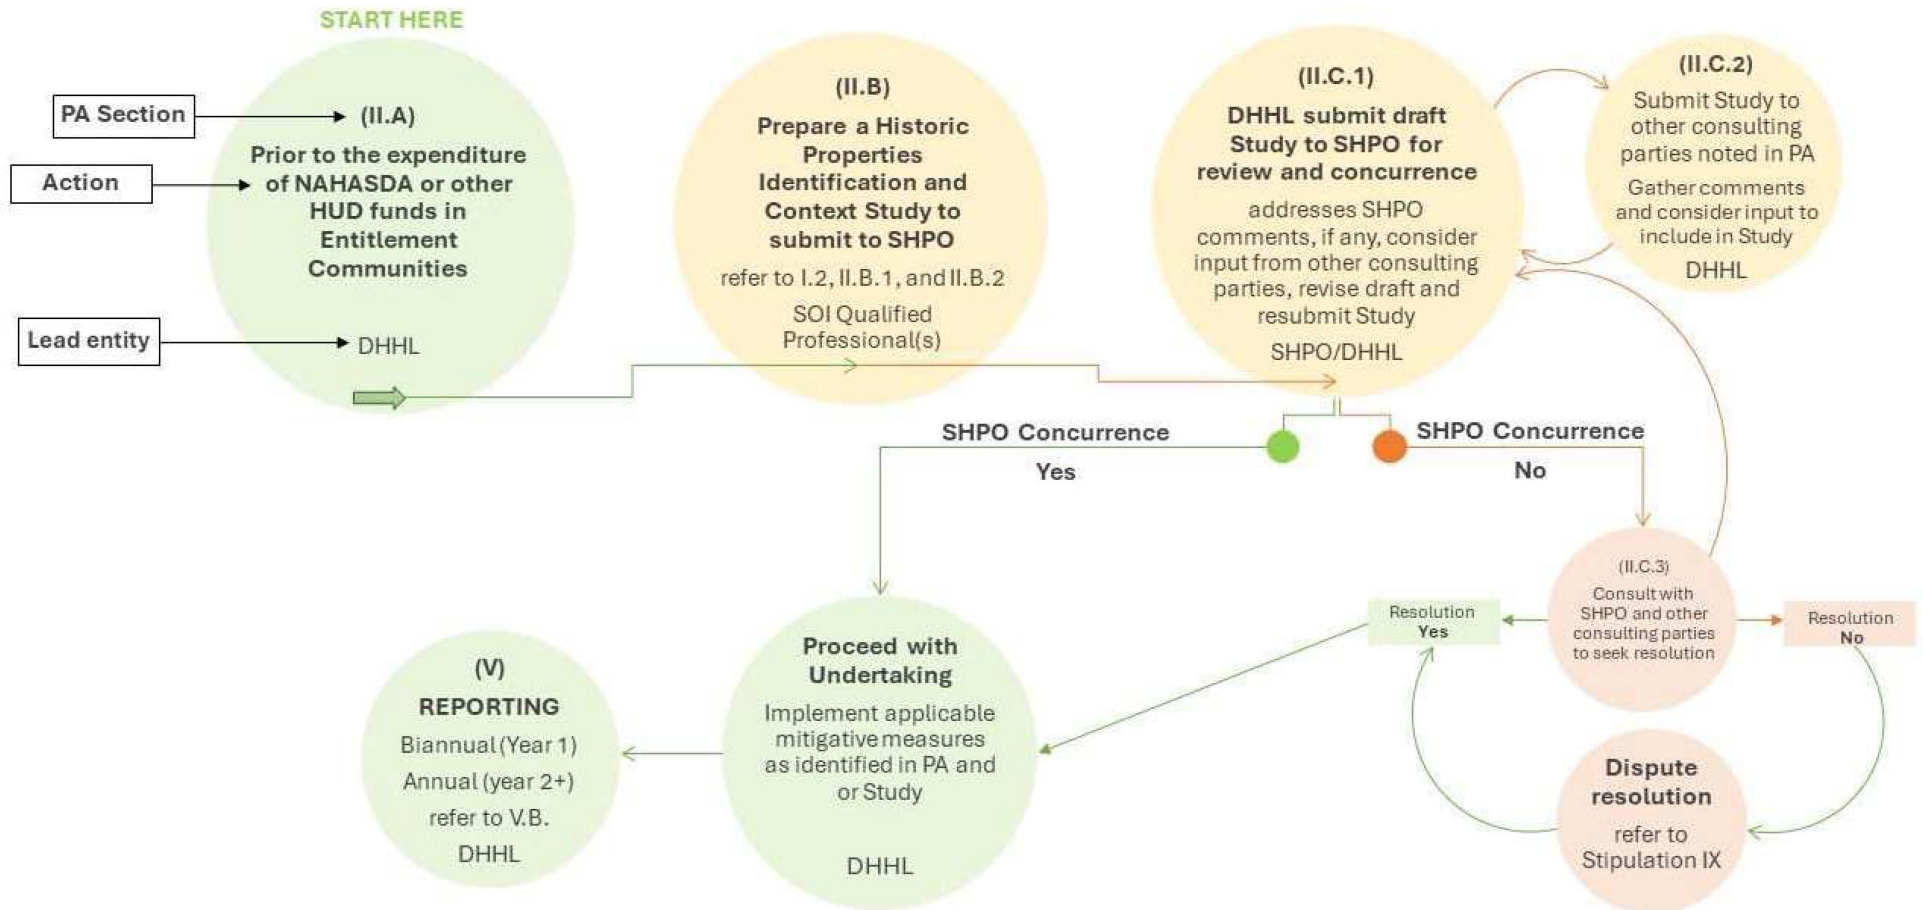 START HERE
PA Section
Action
Lead entity
(II.A)
Prior to the expenditure
of NAHASDA or other
HUD funds in
Entitlement
Communities
DHHL
(II.B)
Prepare a Historic
Properties
Identification and
Context Study to
submit to SHPO
refer to I.2, II.B.1, and II.B.2
SOI Qualified
Professional(s)
(II.C.1)
DHHL submit draft
Study to SHPO for
review and concurrence
addresses SHPO
comments, if any, consider
input from other consulting
parties, revise draft and
resubmit Study
SHPO/DHHL
(II.C.2)
Submit Study to
other consulting
parties noted in PA
Gather comments
and consider input to
include in Study
DHHL
SHPO Concurrence
Yes
SHPO Concurrence
No
(II.C.3)
Consult with
SHPO and other
consulting parties
to seek resolution
Resolution
Yes
Resolution
No
Dispute
resolution
refer to
Stipulation IX
Proceed with
Undertaking
Implement applicable
mitigative measures
as identified in PA and
or Study
DHHL
(V)
REPORTING
Biannual (Year 1)
Annual (year 2+)
refer to V.B.
DHHL